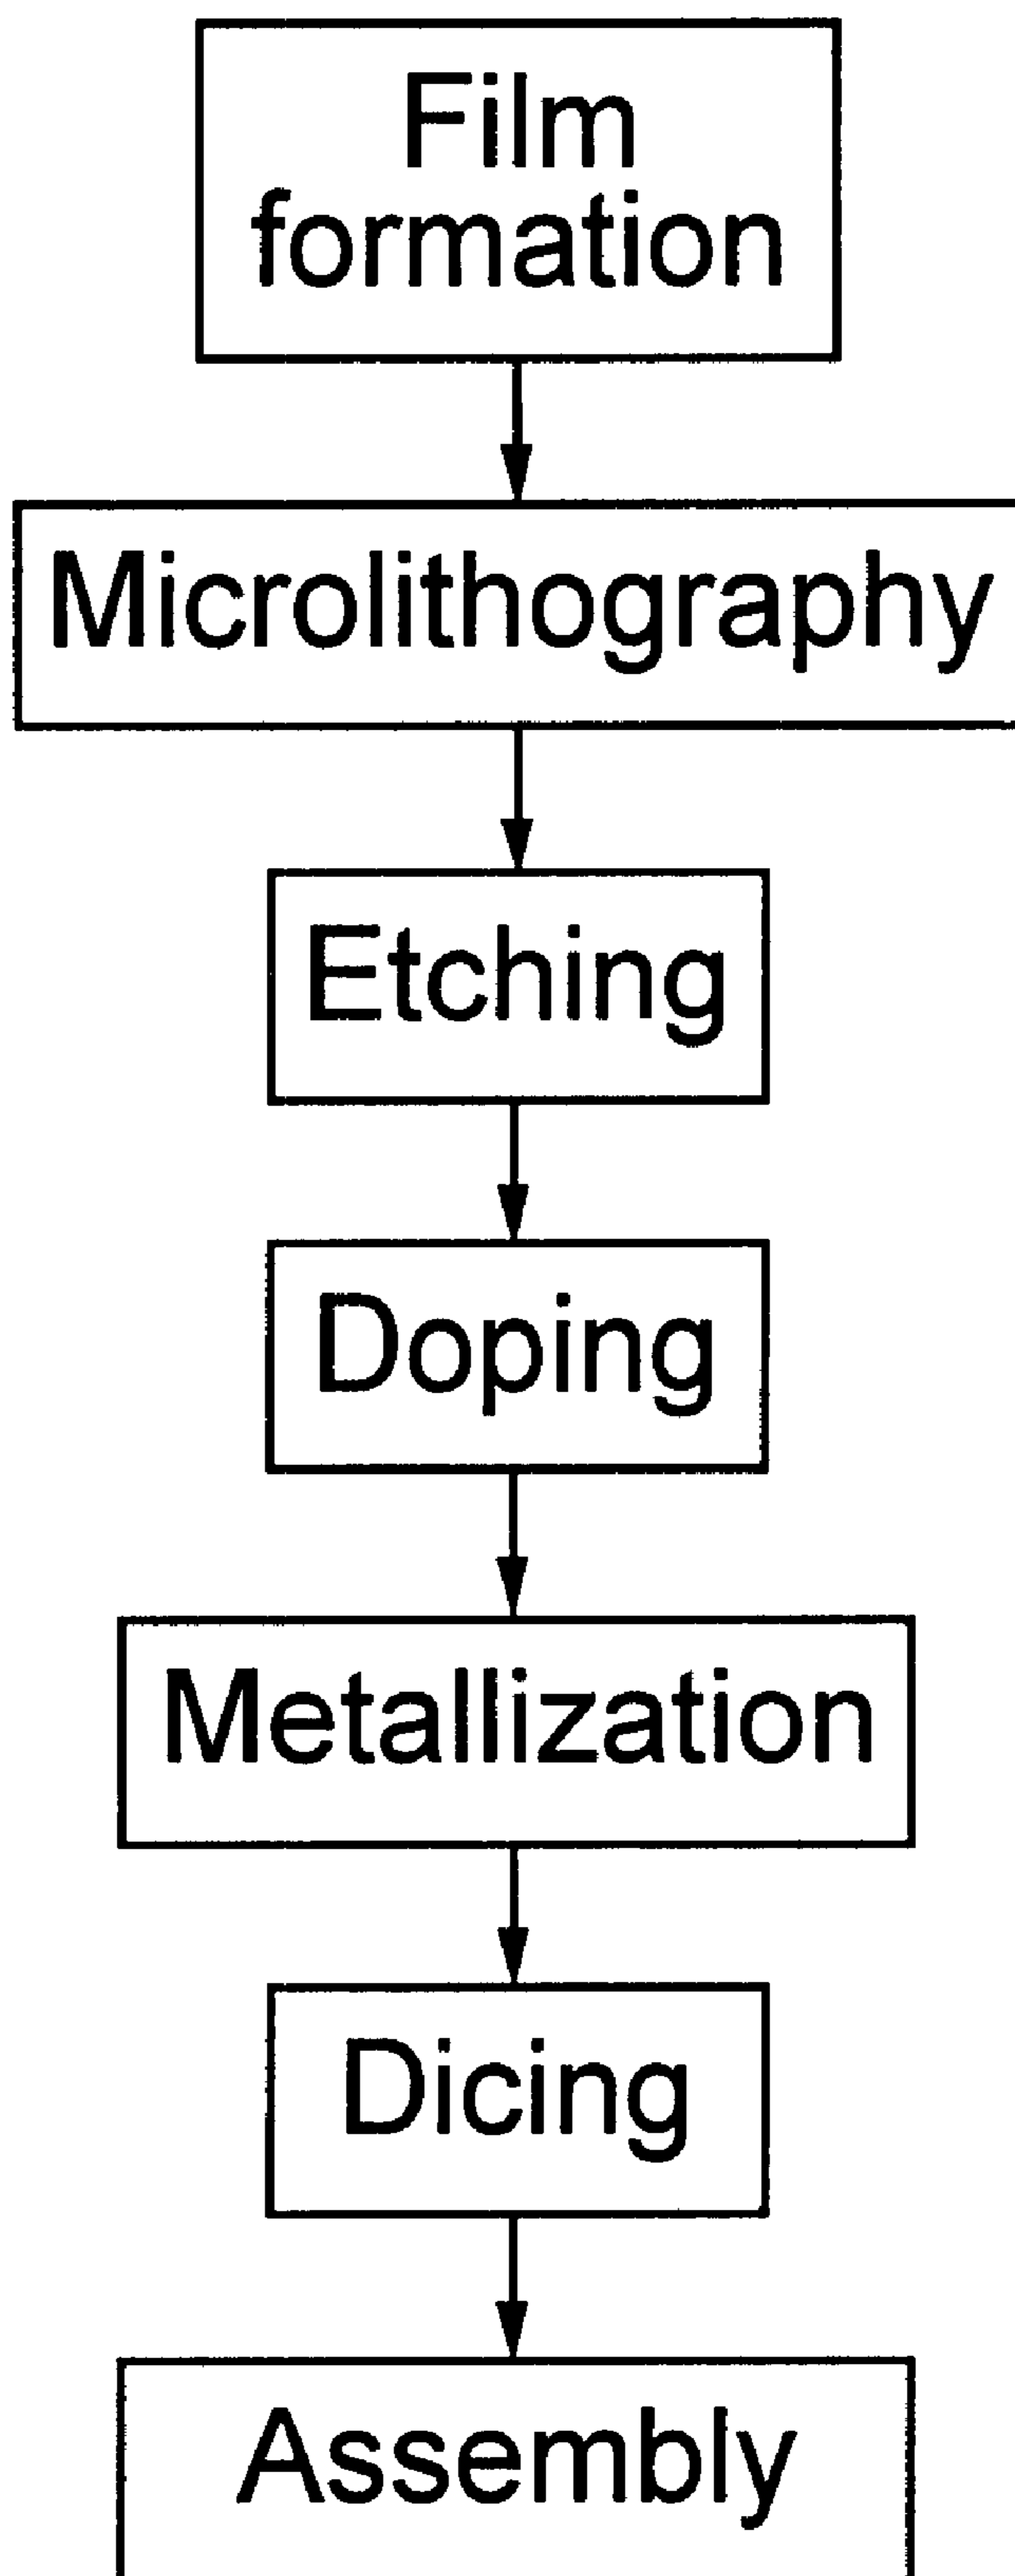 Film
formation
Microlithography
Etching
Doping
Metallization
Dicing
Assembly